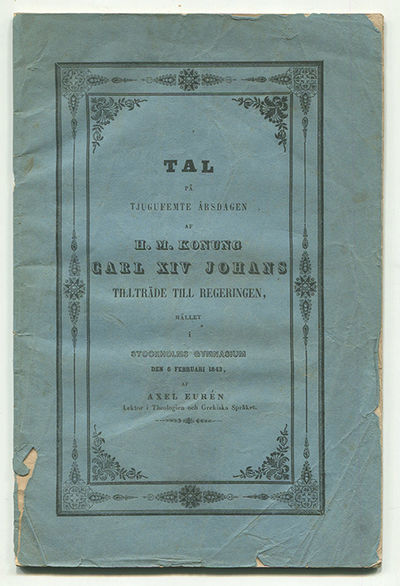 TAL
PÅ
TJUGUFEMTE ÅRSDAGEN
AF
H. M. KONUNG
CARL XIV JOHANS
TILLTRÄDE TILL REGERINGEN,
HÅLLET
I
STOCKHOLMS GYMNASIUM
DEN 6 FEBRUARI 1843,
AF
AXEL EURÉN
Lektor i Theologien och Grekiska Språket.